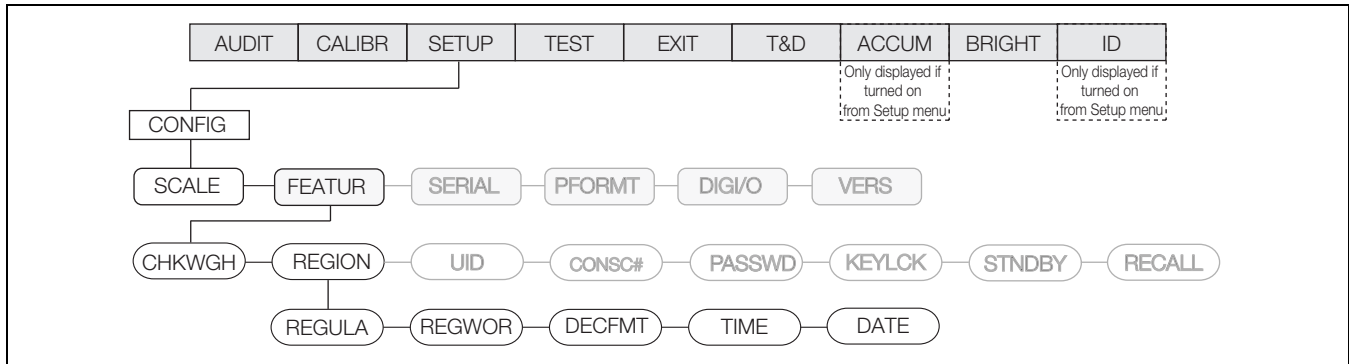 AUDIT CALIBR SETUP TEST EXIT T&D ACCUM BRIGHT ID
Only displayed if
turned on
from Setup menu
Only displayed if
turned on
from Setup menu
CONFIG
SCALE FEATUR SERIAL PFORMT DIGI/O VERS
CHKWGH REGION UID CONSC# PASSWD KEYLCK STNDBY RECALL
REGULA REGWOR DECFMT TIME DATE